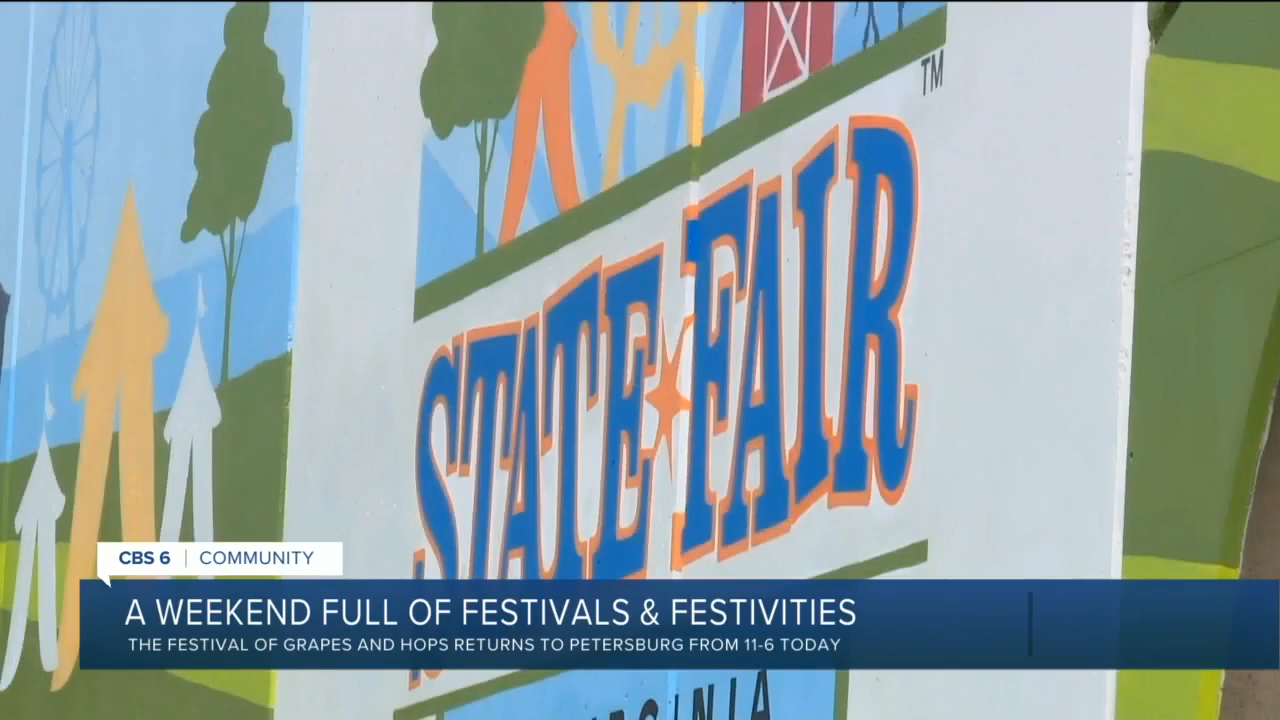 TM
STATE FAIR
CBS 6 | COMMUNITY
A WEEKEND FULL OF FESTIVALS & FESTIVITIES
THE FESTIVAL OF GRAPES AND HOPS RETURNS TO PETERSBURG FROM 11-6 TODAY